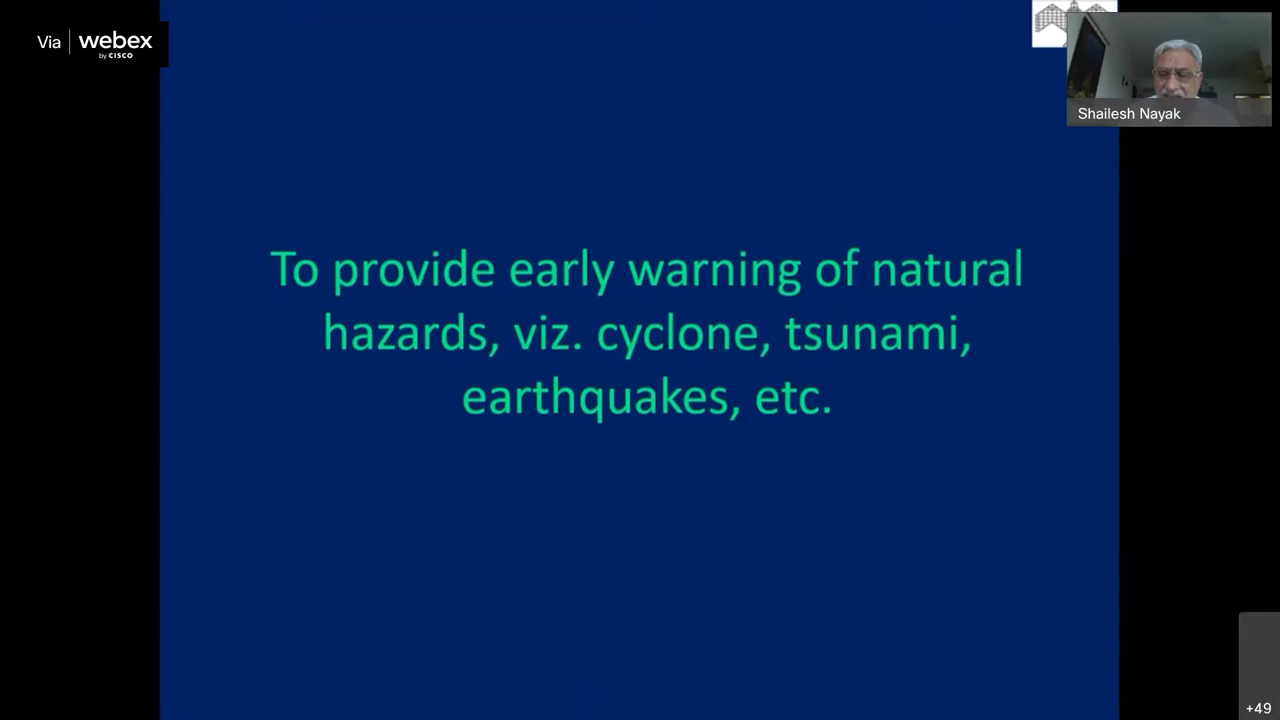 Via webex
by CISCO
Shailesh Nayak
To provide early warning of natural
hazards, viz. cyclone, tsunami,
earthquakes, etc.
+49